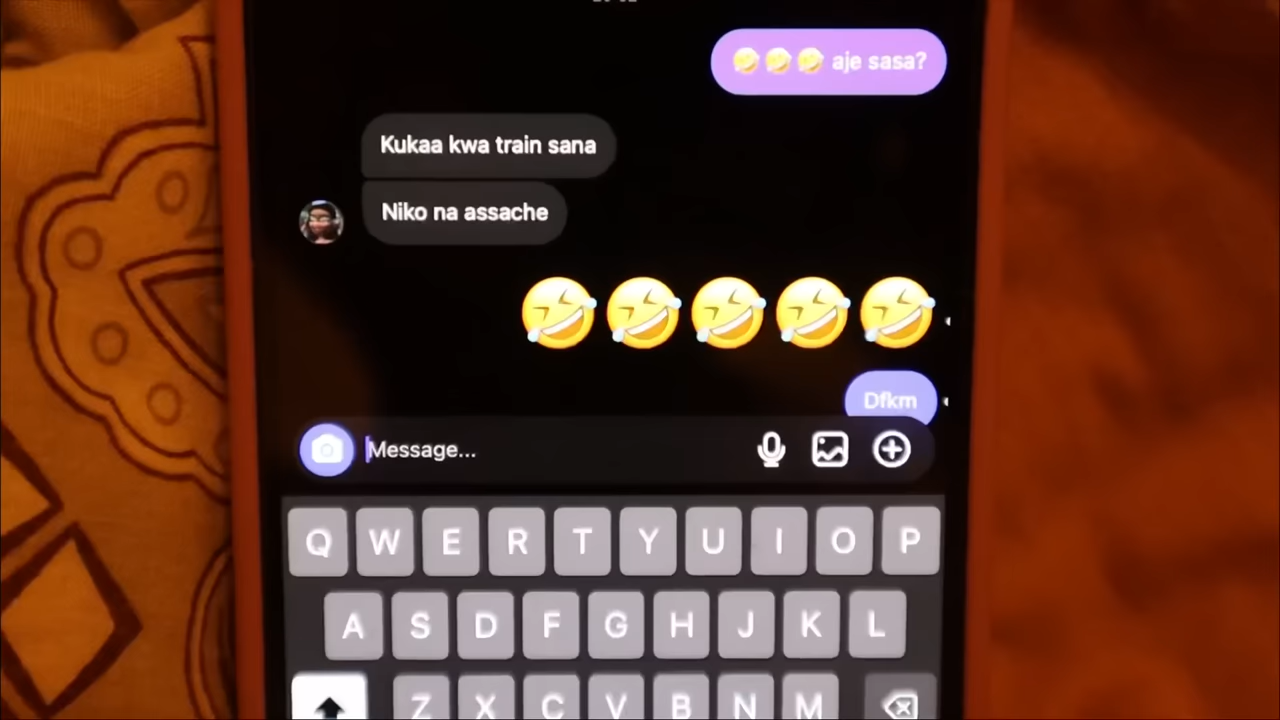 🤣🤣🤣 aje sasa?
Kukaa kwa train sana
Niko na assache
🤣🤣🤣🤣🤣
Dfkm
Message...
Q W E R T Y U I O P
A S D F G H J K L
Z X C V B N M